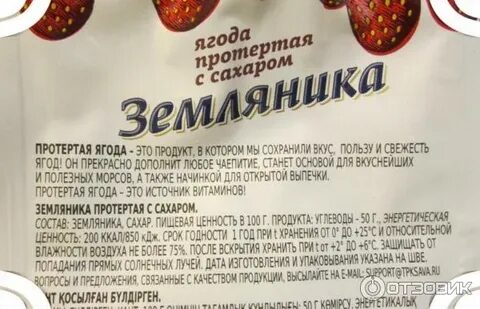 ягода
протертая
с сахаром
Земляника
ПРОТЕРТАЯ ЯГОДА - ЭТО ПРОДУКТ, В КОТОРОМ МЫ СОХРАНИЛИ ВКУС, ПОЛЬЗУ И СВЕЖЕСТЬ
ЯГОД! ОН ПРЕКРАСНО ДОПОЛНИТ ЛЮБОЕ ЧАЕПИТИЕ, СТАНЕТ ОСНОВОЙ ДЛЯ ВКУСНЕЙШИХ
И ПОЛЕЗНЫХ МОРСОВ, А ТАКЖЕ НАЧИНКОЙ ДЛЯ ОТКРЫТОЙ ВЫПЕЧКИ.
ПРОТЕРТАЯ ЯГОДА - ЭТО ИСТОЧНИК ВИТАМИНОВ!
ЗЕМЛЯНИКА ПРОТЕРТАЯ С САХАРОМ.
СОСТАВ: ЗЕМЛЯНИКА, САХАР. ПИЩЕВАЯ ЦЕННОСТЬ В 100 Г. ПРОДУКТА: УГЛЕВОДЫ - 50 Г., ЭНЕРГЕТИЧЕСКАЯ
ЦЕННОСТЬ: 200 ККАЛ/850 кДж. СРОК ГОДНОСТИ 1 ГОД ПРИ t ХРАНЕНИЯ ОТ 0° ДО +25°С И ОТНОСИТЕЛЬНОЙ
ВЛАЖНОСТИ ВОЗДУХА НЕ БОЛЕЕ 75%. ПОСЛЕ ВСКРЫТИЯ ХРАНИТЬ ПРИ t от +2° ДО +6°С. ЗАЩИЩАТЬ ОТ
ПОПАДАНИЯ ПРЯМЫХ СОЛНЕЧНЫХ ЛУЧЕЙ. ДАТА ИЗГОТОВЛЕНИЯ И УПАКОВЫВАНИЯ УКАЗАНА НА ШВЕ.
ВОПРОСЫ И ПРЕДЛОЖЕНИЯ, СВЯЗАННЫЕ С КАЧЕСТВОМ ПРОДУКЦИИ, ВЫСЫЛАЙТЕ НА E-MAIL: SUPPORT@TPKSAVA.RU
НТ ҚОСЫЛҒАН БҮЛДІРГЕН.
50 Г КӨМІРСУ, ЭНЕРГЕТИКАЛЫҚ
ОТЗОВИК